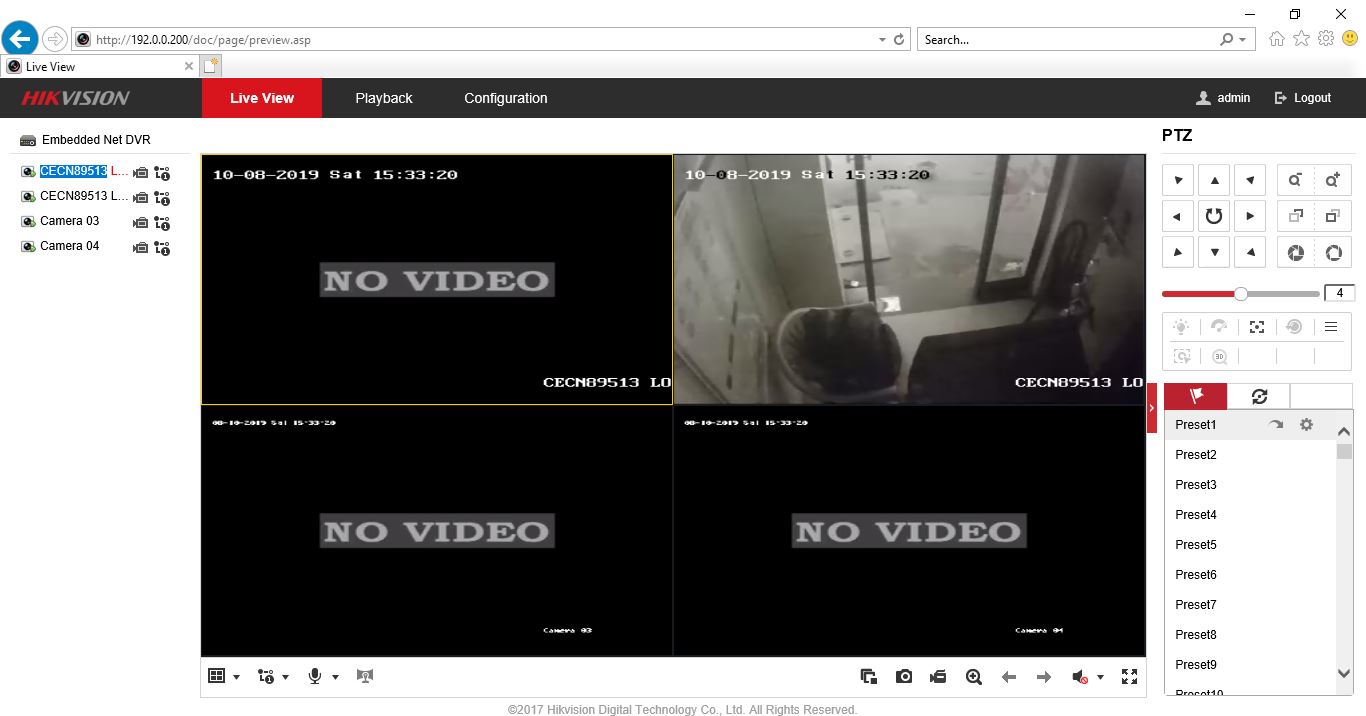 http://192.0.0.200/doc/page/preview.asp
Search...
Live View
HIKVISION
Live View
Playback
Configuration
admin
Logout
Embedded Net DVR
CECN89513 L...
CECN89513 L...
Camera 03
Camera 04
10-08-2019 Sat 15:33:20
NO VIDEO
CECN89513 LO
10-08-2019 Sat 15:33:20
CECN89513 LO
08-10-2019 Sat 15:33:20
NO VIDEO
Camera 03
08-10-2019 Sat 15:33:20
NO VIDEO
Camera 04
PTZ
4
3D
Preset1
Preset2
Preset3
Preset4
Preset5
Preset6
Preset7
Preset8
Preset9
Preset10
©2017 Hikvision Digital Technology Co., Ltd. All Rights Reserved.